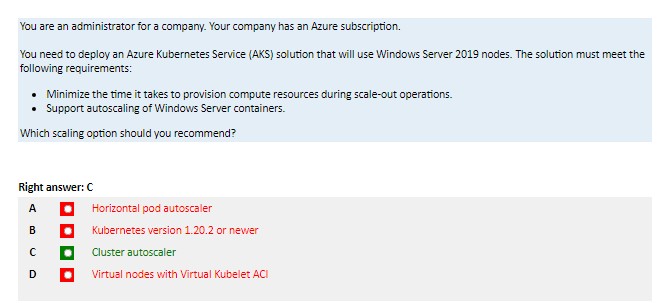 You are an administrator for a company. Your company has an Azure subscription.
You need to deploy an Azure Kubernetes Service (AKS) solution that will use Windows Server 2019 nodes. The solution must meet the
following requirements:
• Minimize the time it takes to provision compute resources during scale-out operations.
• Support autoscaling of Windows Server containers.
Which scaling option should you recommend?
Right answer: C
A Horizontal pod autoscaler
B Kubernetes version 1.20.2 or newer
C Cluster autoscaler
D Virtual nodes with Virtual Kubelet ACI